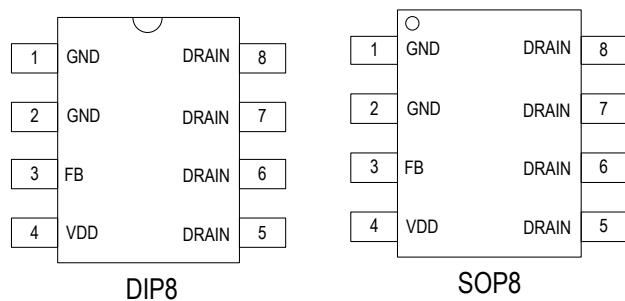 1 GND DRAIN 8
2 GND DRAIN 7
3 FB DRAIN 6
4 VDD DRAIN 5
DIP8
1 GND DRAIN 8
2 GND DRAIN 7
3 FB DRAIN 6
4 VDD DRAIN 5
SOP8